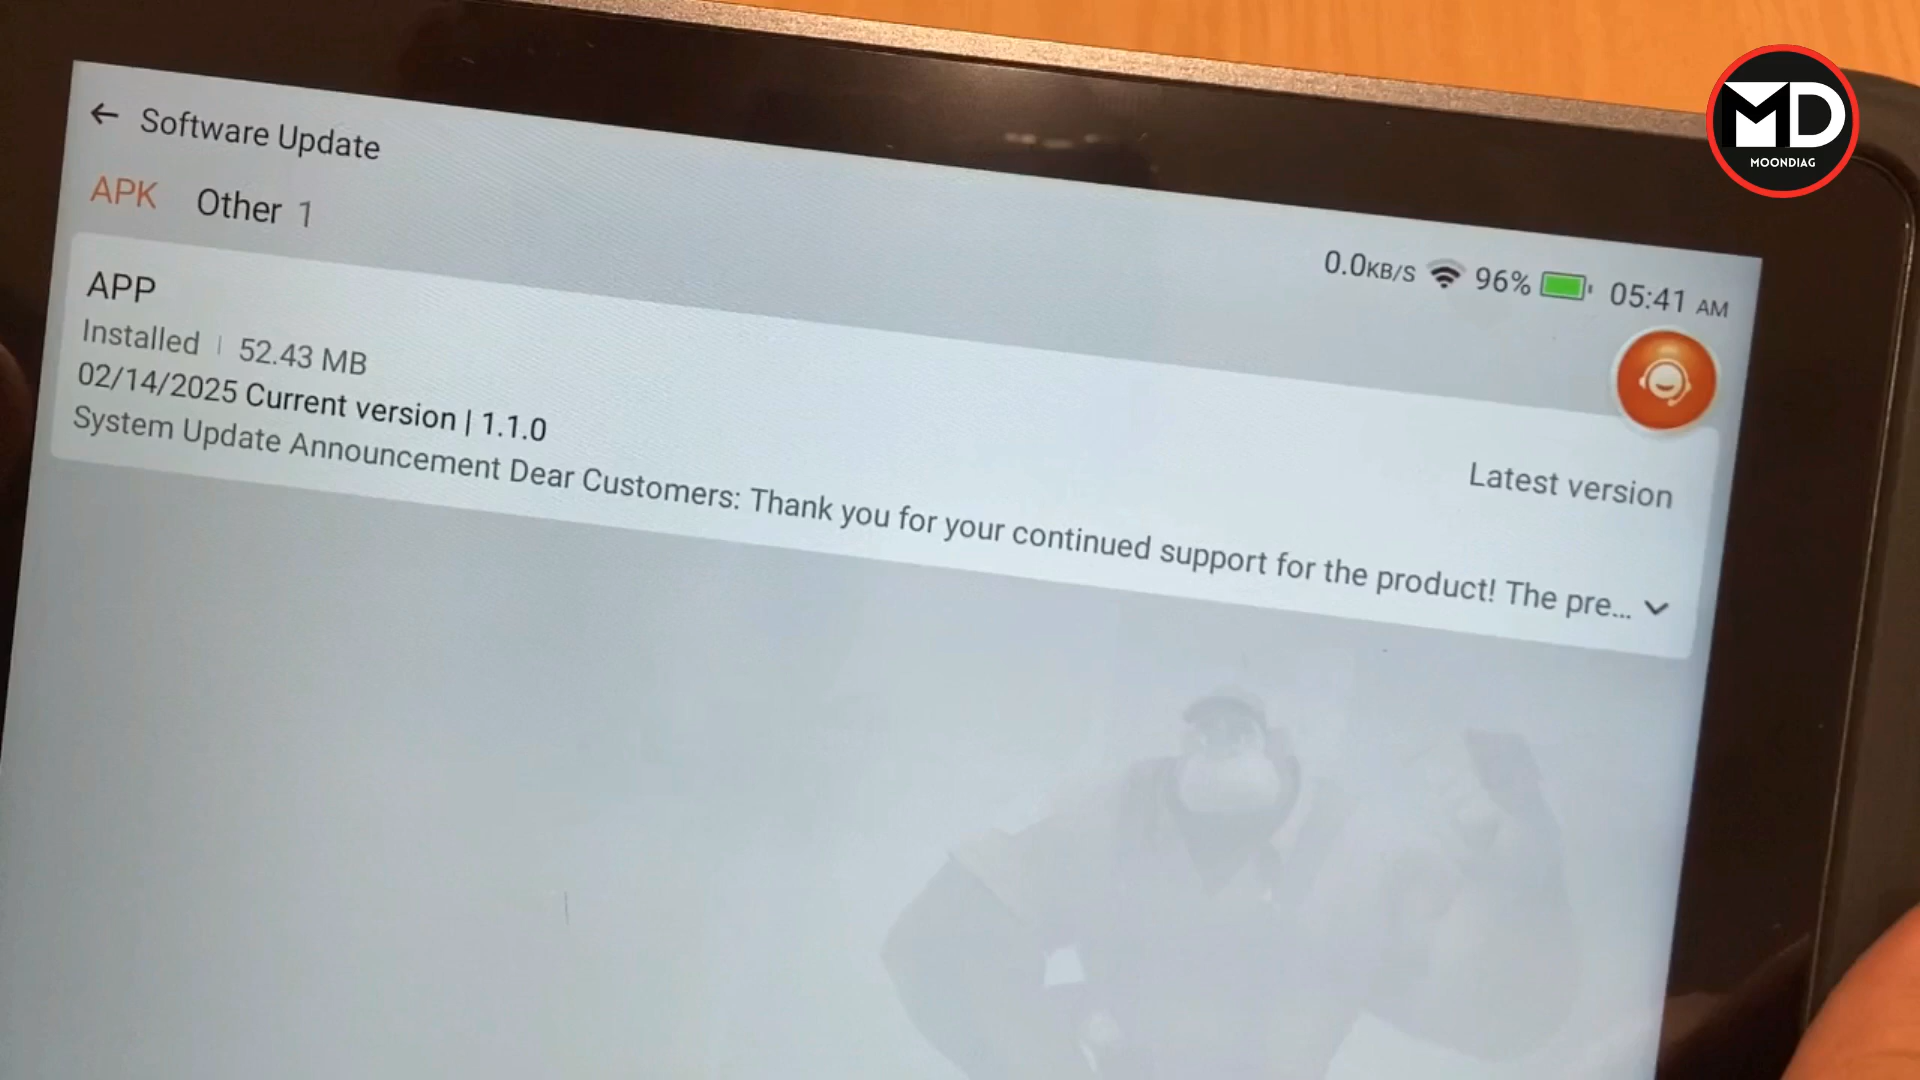 MD
MOONDIAG
← Software Update
APK Other 1
0.0KB/S 96% 05:41 AM
APP
Installed | 52.43 MB
02/14/2025 Current version | 1.1.0
Latest version
System Update Announcement Dear Customers: Thank you for your continued support for the product! The pre...